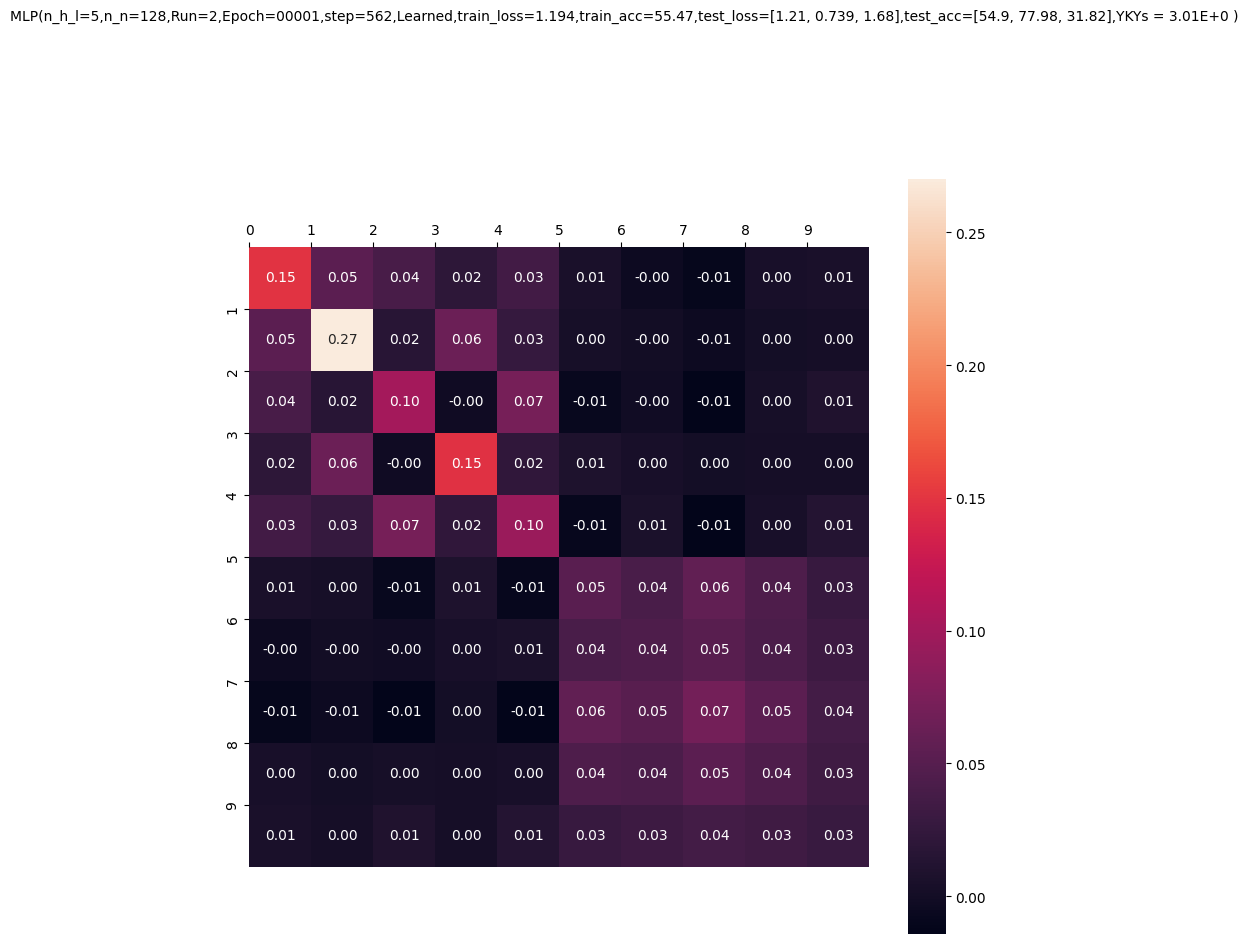 MLP(n_h_l=5,n_n=128,Run=2,Epoch=00001,step=562,Learned,train_loss=1.194,train_acc=55.47,test_loss=[1.21, 0.739, 1.68],test_acc=[54.9, 77.98, 31.82],YKYs = 3.01E+0 )
0 1 2 3 4 5 6 7 8 9
0.15 0.05 0.04 0.02 0.03 0.01 -0.00 -0.01 0.00 0.01
1
0.05 0.27 0.02 0.06 0.03 0.00 -0.00 -0.01 0.00 0.00
2
0.04 0.02 0.10 -0.00 0.07 -0.01 -0.00 -0.01 0.00 0.01
3
0.02 0.06 -0.00 0.15 0.02 0.01 0.00 0.00 0.00 0.00
4
0.03 0.03 0.07 0.02 0.10 -0.01 0.01 -0.01 0.00 0.01
5
0.01 0.00 -0.01 0.01 -0.01 0.05 0.04 0.06 0.04 0.03
6
-0.00 -0.00 -0.00 0.00 0.01 0.04 0.04 0.05 0.04 0.03
7
-0.01 -0.01 -0.01 0.00 -0.01 0.06 0.05 0.07 0.05 0.04
8
0.00 0.00 0.00 0.00 0.00 0.04 0.04 0.05 0.04 0.03
9
0.01 0.00 0.01 0.00 0.01 0.03 0.03 0.04 0.03 0.03
0.25
0.20
0.15
0.10
0.05
0.00